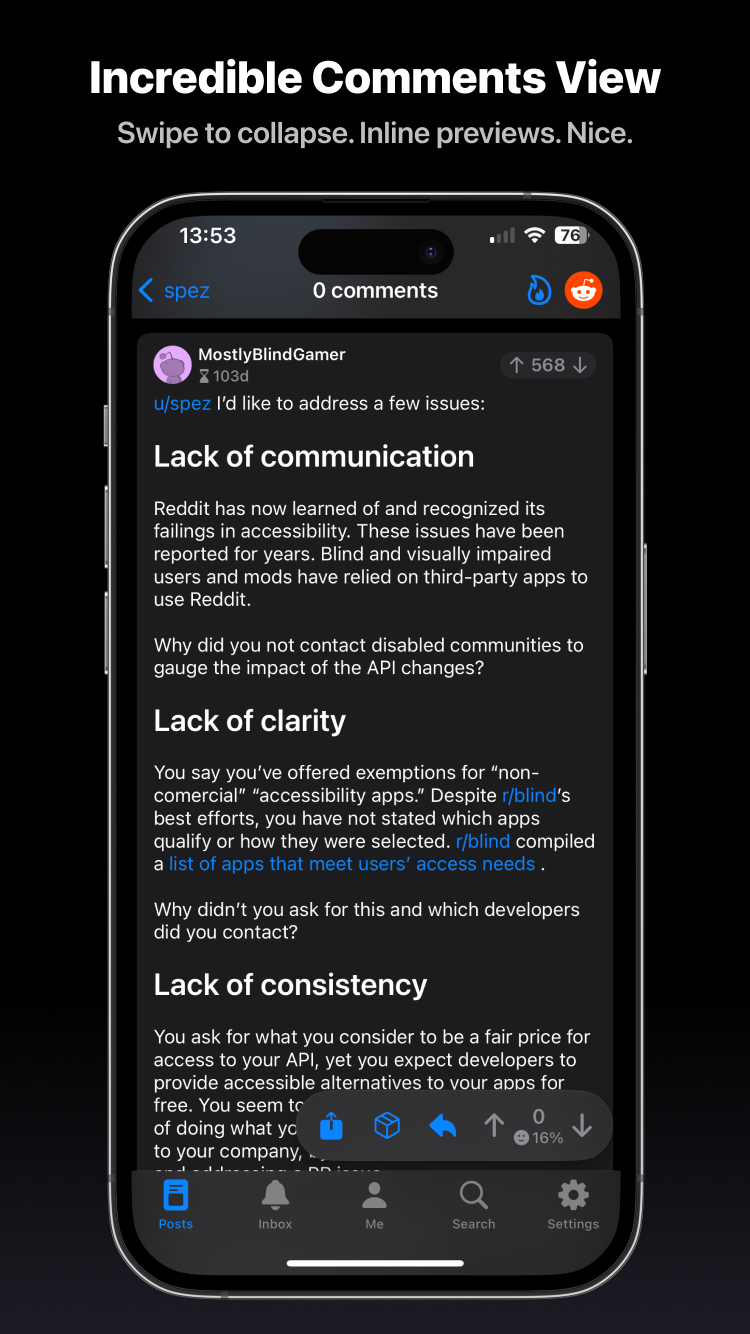 Incredible Comments View
Swipe to collapse. Inline previews. Nice.
13:53
76
spez
0 comments
MostlyBlindGamer
103d
568
u/spez I’d like to address a few issues:
Lack of communication
Reddit has now learned of and recognized its
failings in accessibility. These issues have been
reported for years. Blind and visually impaired
users and mods have relied on third-party apps to
use Reddit.
Why did you not contact disabled communities to
gauge the impact of the API changes?
Lack of clarity
You say you’ve offered exemptions for “non-
comercial” “accessibility apps.” Despite r/blind’s
best efforts, you have not stated which apps
qualify or how they were selected. r/blind compiled
a list of apps that meet users’ access needs .
Why didn’t you ask for this and which developers
did you contact?
Lack of consistency
You ask for what you consider to be a fair price for
access to your API, yet you expect developers to
provide accessible alternatives to your apps for
free. You seem to
of doing what
to your company,
0
16%
Posts
Inbox
Me
Search
Settings